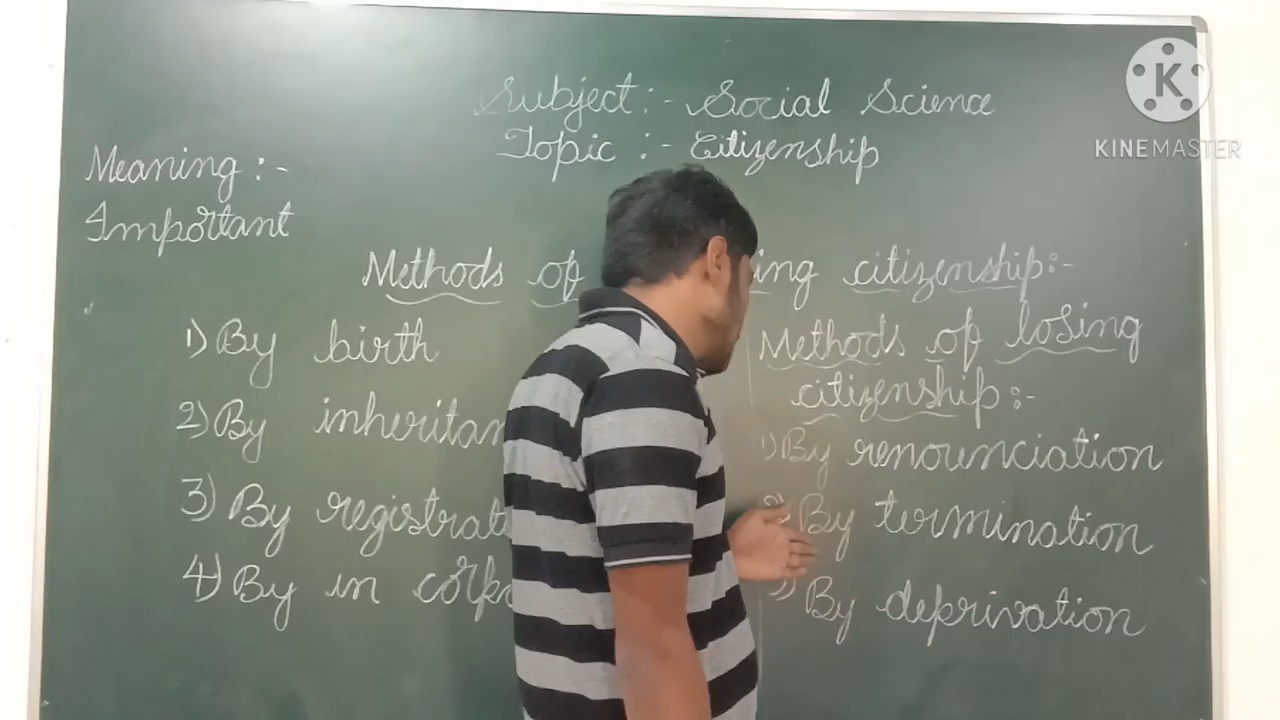 Subject:- Social Science
Topic:- Citizenship
Meaning:-
Important
Methods of ing citizenship:-
1) By birth
2) By inheritan
3) By registrat
4) By in corp
Methods of losing
citizenship:-
1) By renounciation
2) By termination
3) By deprivation
K
KINEMASTER